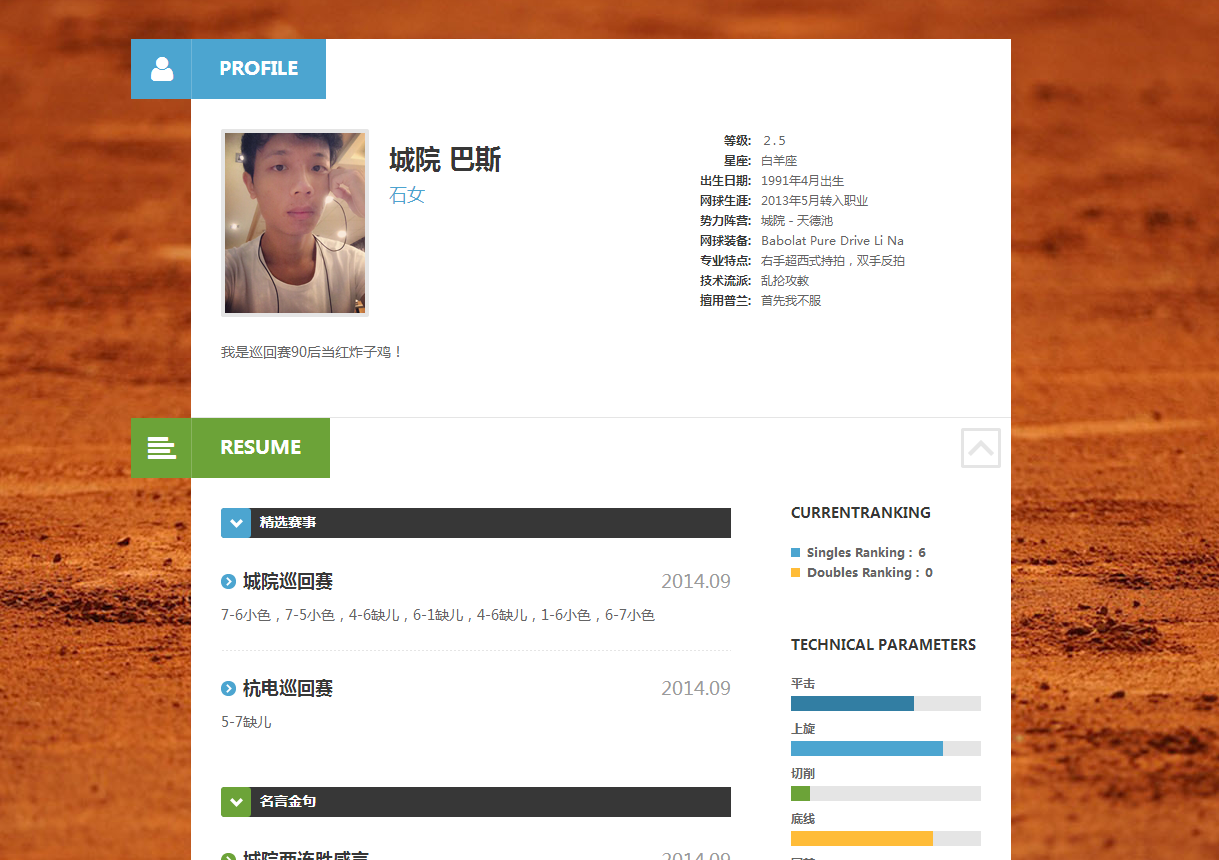 PROFILE
城院 巴斯
石女
等级: 2.5
星座: 白羊座
出生日期: 1991年4月出生
网球生涯: 2013年5月转入职业
势力阵营: 城院 - 天德池
网球装备: Babolat Pure Drive Li Na
专业特点: 右手超西式持拍，双手反拍
技术流派: 乱抡攻敾
擅用普兰: 首先我不服
我是巡回赛90后当红炸子鸡！
RESUME
精选赛事
城院巡回赛 2014.09
7-6小色，7-5小色，4-6缺儿，6-1缺儿，4-6缺儿，1-6小色，6-7小色
杭电巡回赛 2014.09
5-7缺儿
名言金句
城院两连胜感言 2014.09
CURRENTRANKING
Singles Ranking : 6
Doubles Ranking : 0
TECHNICAL PARAMETERS
平击
上旋
切削
底线